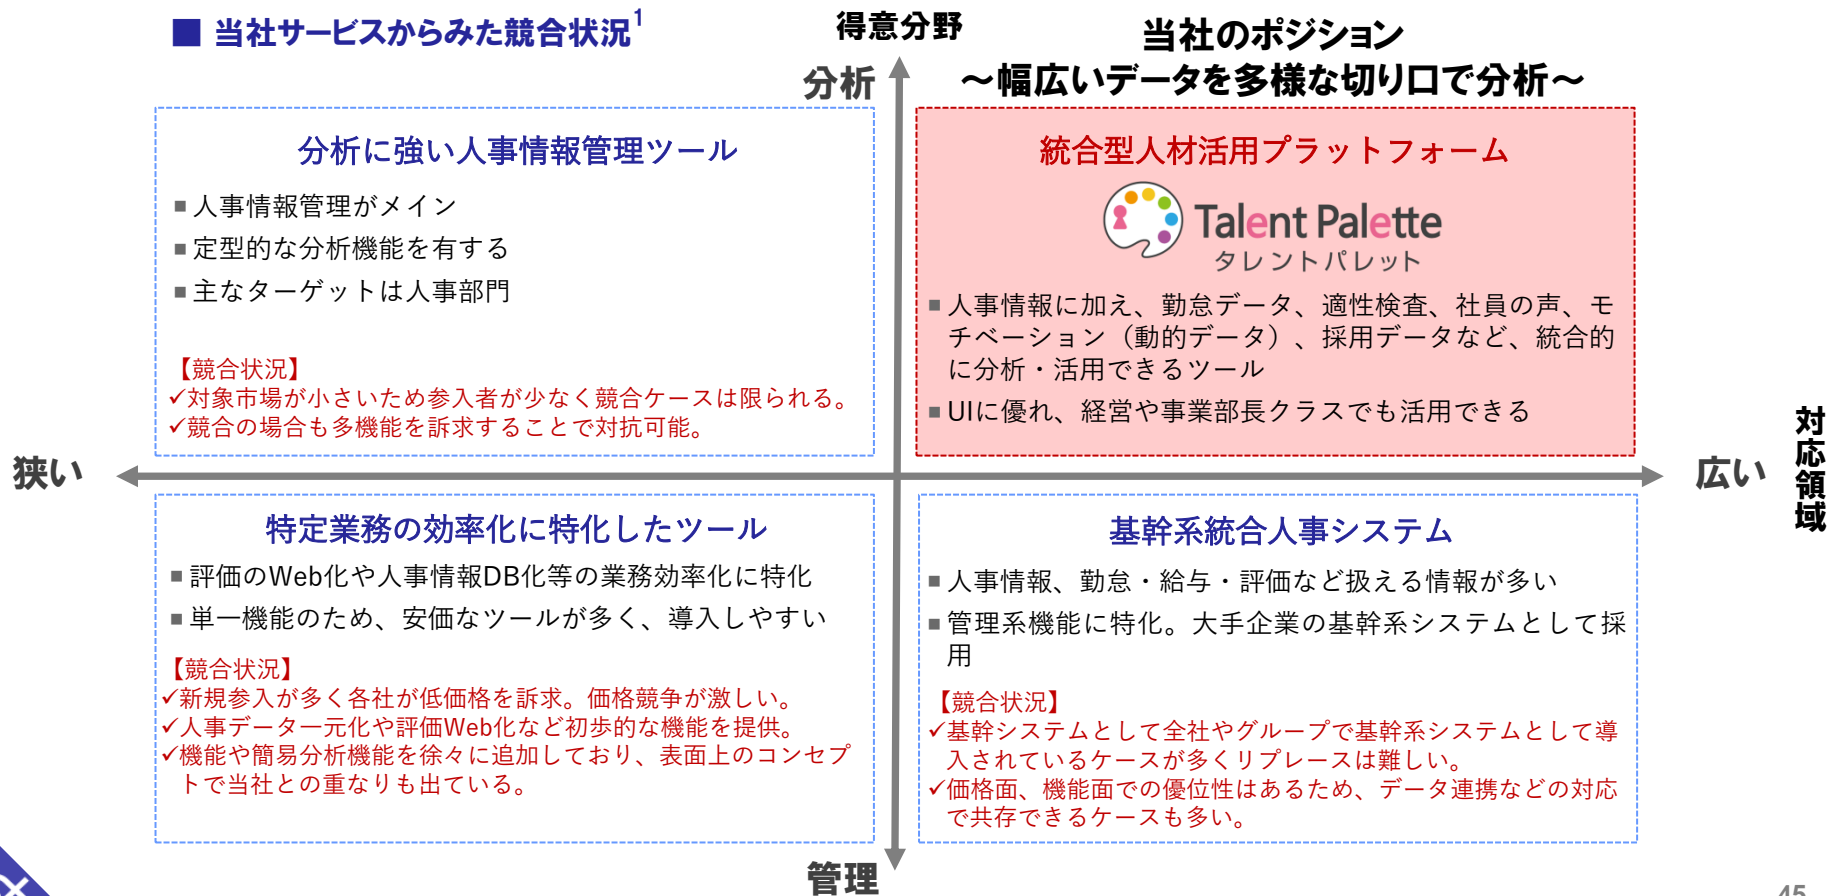 ■ 当社サービスからみた競合状況1
得意分野
当社のポジション
～幅広いデータを多様な切り口で分析～
分析
分析に強い人事情報管理ツール
■人事情報管理がメイン
■定型的な分析機能を有する
■主なターゲットは人事部門
【競合状況】
✓対象市場が小さいため参入者が少なく競合ケースは限られる。
✓競合の場合も多機能を訴求することで対抗可能。
統合型人材活用プラットフォーム
Talent Palette
タレントパレット
■人事情報に加え、勤怠データ、適性検査、社員の声、モ
チベーション（動的データ）、採用データなど、統合的
に分析・活用できるツール
■UIに優れ、経営や事業部長クラスでも活用できる
狭い
広い
対応領域
特定業務の効率化に特化したツール
■評価のWeb化や人事情報DB化等の業務効率化に特化
■単一機能のため、安価なツールが多く、導入しやすい
【競合状況】
✓新規参入が多く各社が低価格を訴求。価格競争が激しい。
✓人事データ一元化や評価Web化など初歩的な機能を提供。
✓機能や簡易分析機能を徐々に追加しており、表面上のコンセプ
トで当社との重なりも出ている。
基幹系統合人事システム
■人事情報、勤怠・給与・評価など扱える情報が多い
■管理系機能に特化。大手企業の基幹系システムとして採
用
【競合状況】
✓基幹システムとして全社やグループで基幹系システムとして導
入されているケースが多くリプレースは難しい。
✓価格面、機能面での優位性はあるため、データ連携などの対応
で共存できるケースも多い。
管理
45